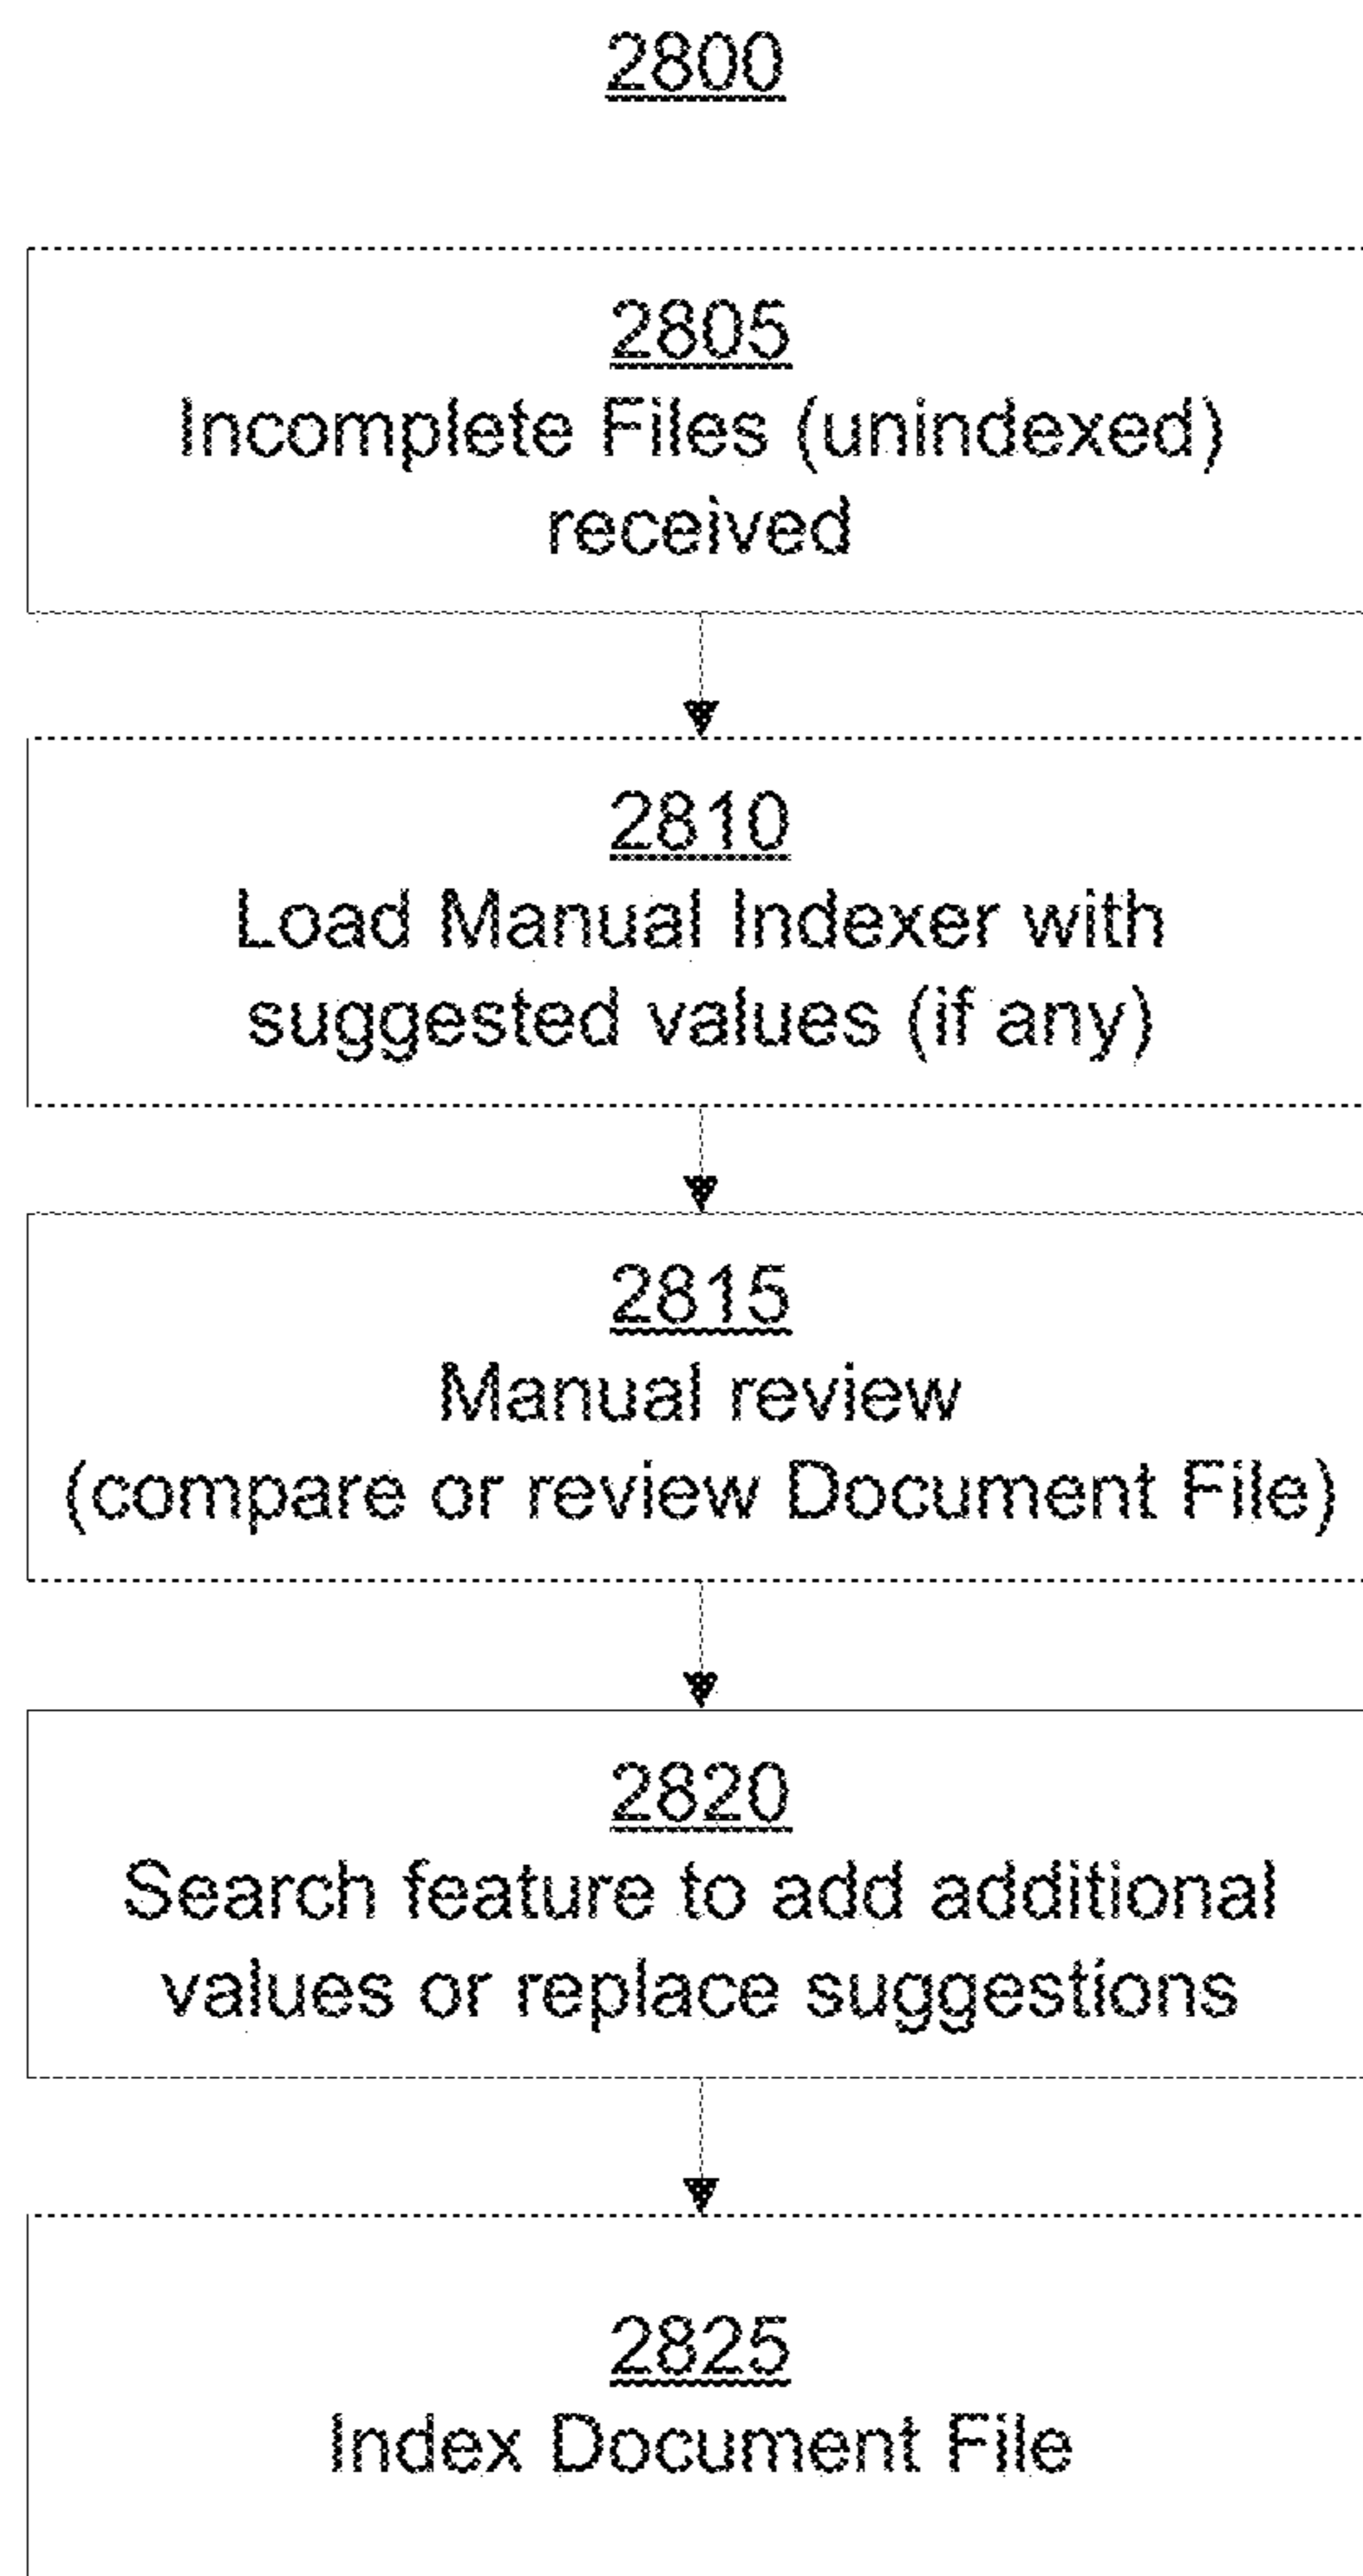 2800
2805
Incomplete Files (unindexed)
received
2810
Load Manual Indexer with
suggested values (if any)
2815
Manual review
(compare or review Document File)
2820
Search feature to add additional
values or replace suggestions
2825
Index Document File